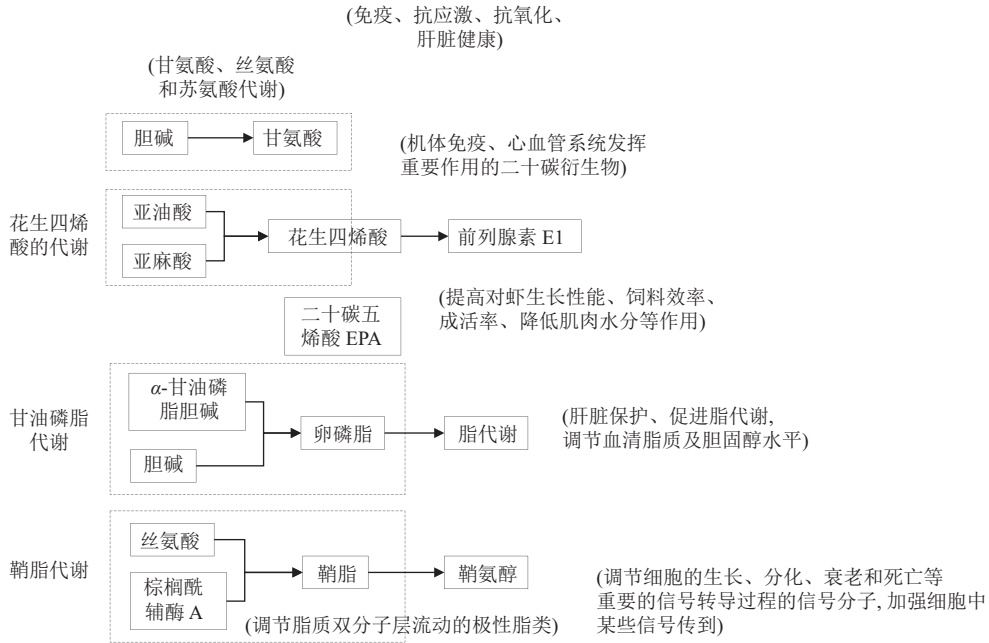 (免疫、抗应激、抗氧化、
肝脏健康)
(甘氨酸、丝氨酸
和苏氨酸代谢)
胆碱
甘氨酸
(机体免疫、心血管系统发挥
重要作用的二十碳衍生物)
花生四烯
酸的代谢
亚油酸
亚麻酸
花生四烯酸
前列腺素 E1
二十碳五
烯酸 EPA
(提高对虾生长性能、饲料效率、
成活率、降低肌肉水分等作用)
甘油磷脂
代谢
α-甘油磷
脂胆碱
胆碱
卵磷脂
脂代谢
(肝脏保护、促进脂代谢,
调节血清脂质及胆固醇水平)
鞘脂代谢
丝氨酸
棕榈酰
辅酶 A
鞘脂
鞘氨醇
(调节脂质双分子层流动的极性脂类)
(调节细胞的生长、分化、衰老和死亡等
重要的信号转导过程的信号分子, 加强细胞中
某些信号传到)